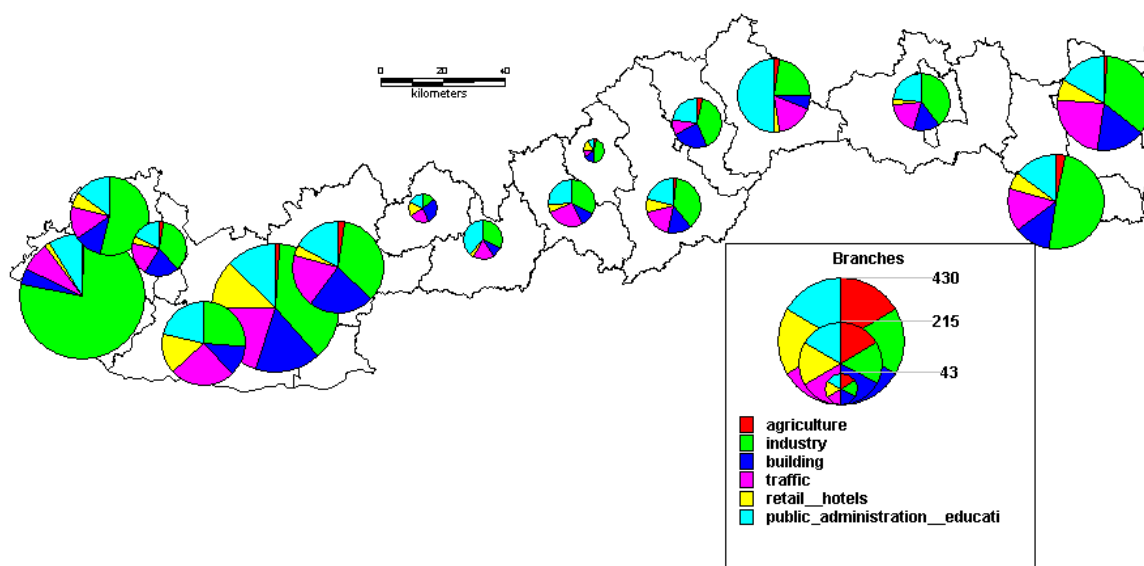 0 20 40
kilometers
Branches
430
215
43
agriculture
industry
building
traffic
retail__hotels
public_administration__educati